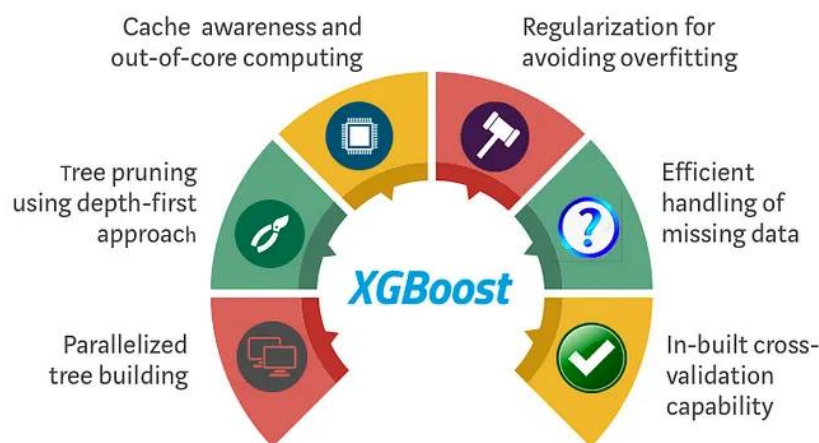 Cache awareness and
out-of-core computing
Regularization for
avoiding overfitting
Tree pruning
using depth-first
approach
Efficient
handling of
missing data
?
XGBoost
Parallelized
tree building
In-built cross-
validation
capability